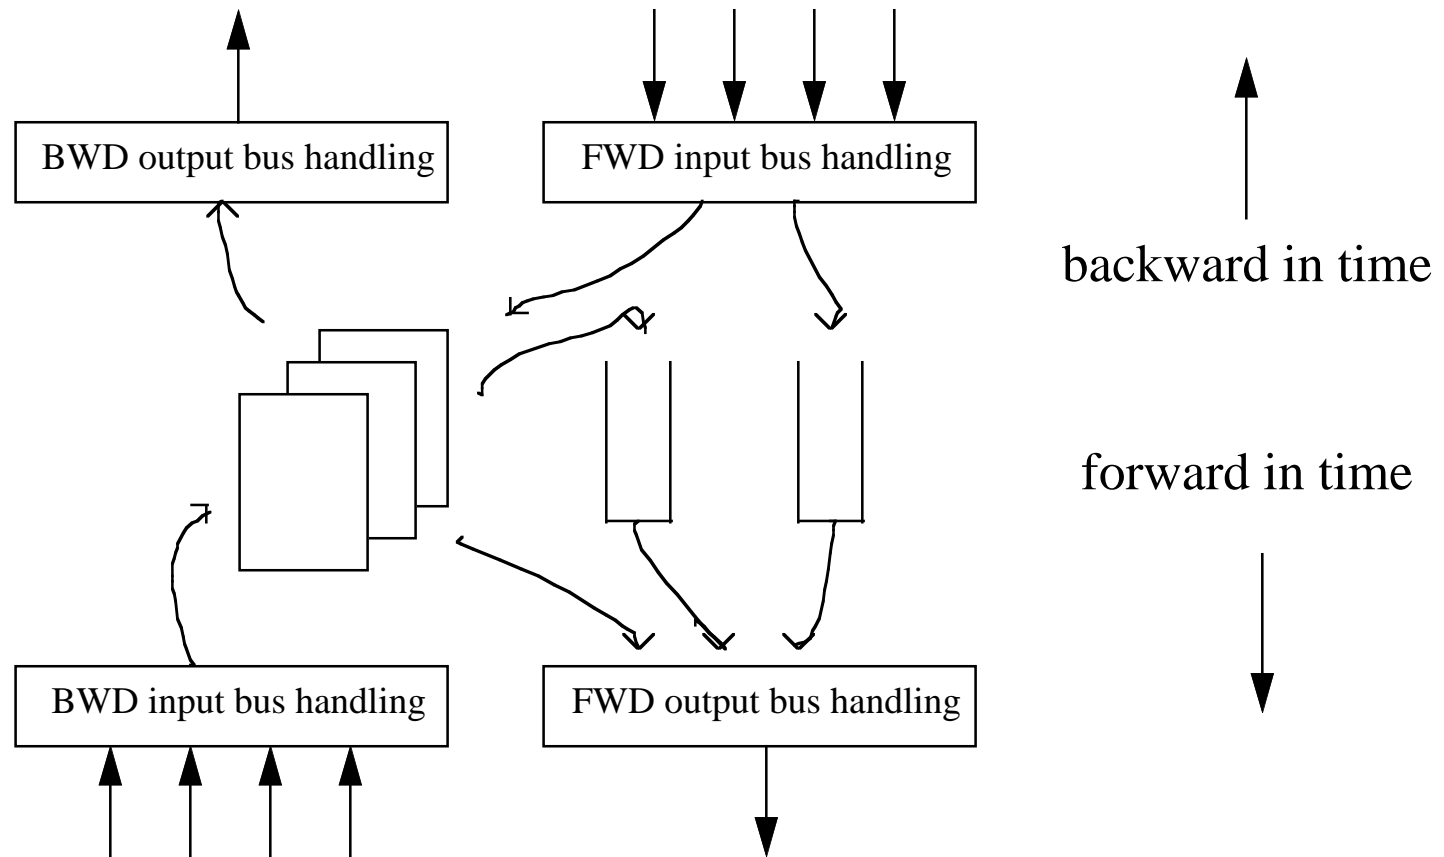 BWD output bus handling
FWD input bus handling
backward in time
forward in time
BWD input bus handling
FWD output bus handling